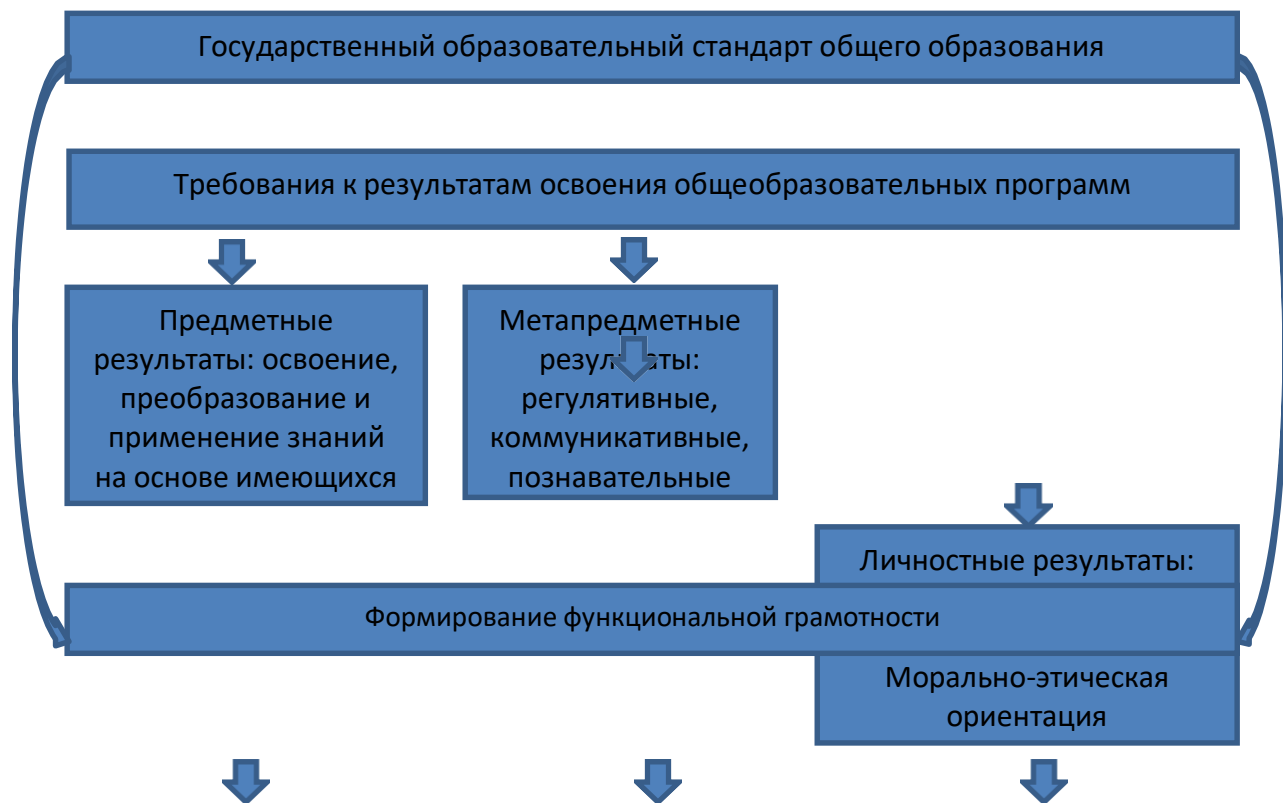 Государственный образовательный стандарт общего образования
Требования к результатам освоения общеобразовательных программ
Предметные
результаты: освоение,
преобразование и
применение знаний
на основе имеющихся
Метапредметные
результаты:
регулятивные,
коммуникативные,
познавательные
Личностные результаты:
Формирование функциональной грамотности
Морально-этическая
ориентация